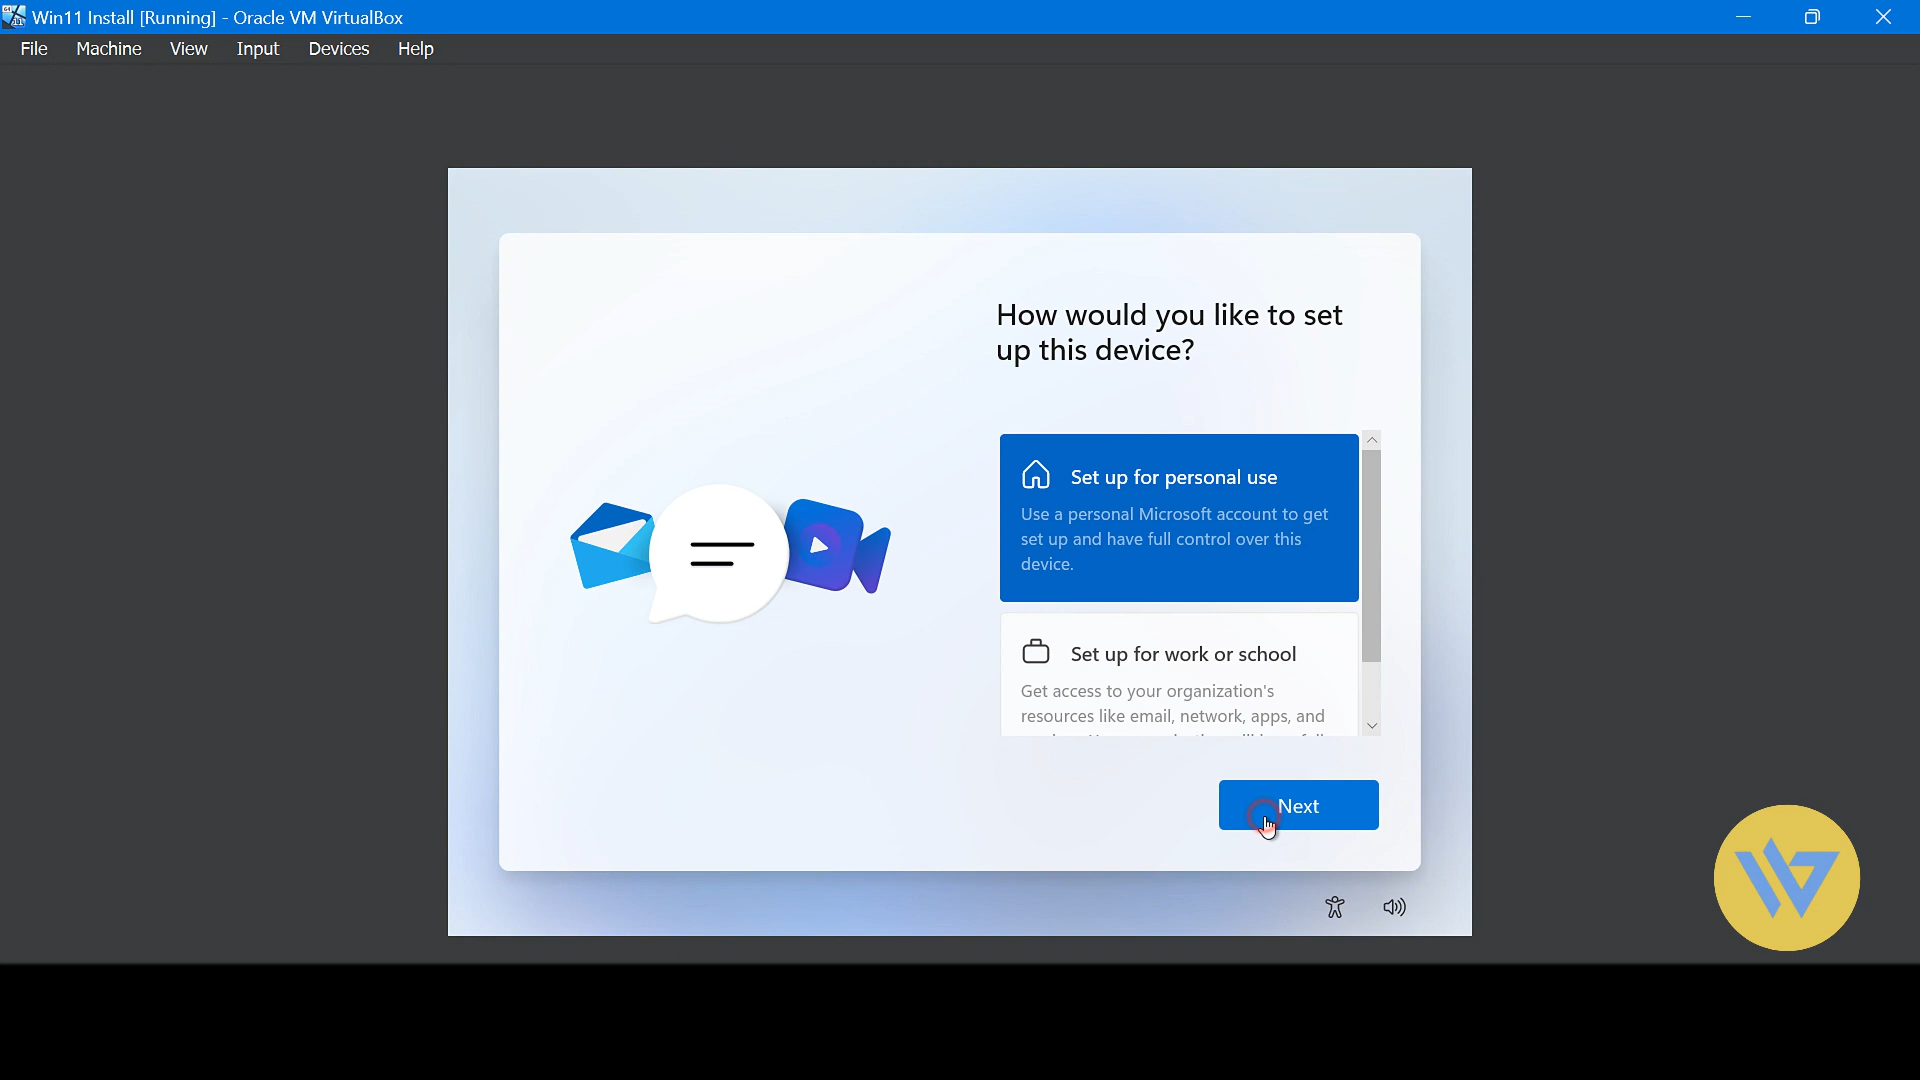 Win11 Install [Running] - Oracle VM VirtualBox
File Machine View Input Devices Help
How would you like to set
up this device?
Set up for personal use
Use a personal Microsoft account to get
set up and have full control over this
device.
Set up for work or school
Get access to your organization's
resources like email, network, apps, and
Next